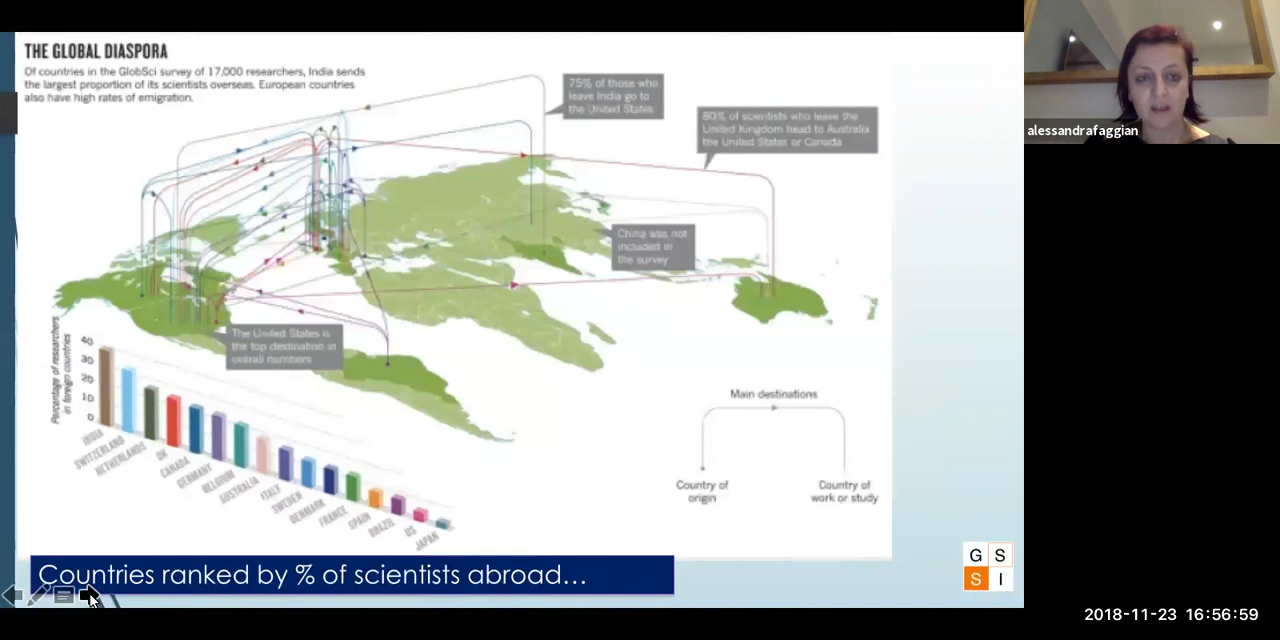 THE GLOBAL DIASPORA
Of countries in the GlobSci survey of 17,000 researchers, India sends
the largest proportion of its scientists overseas. European countries
also have high rates of emigration.
75% of those who
leave India go to
the United States
80% of scientists who leave the
United Kingdom head to Australia,
the United States or Canada
alessandrafaggian
China was not
included in
the survey
The United States is
the top destination in
overall numbers
Percentage of researchers
in foreign countries
40
30
20
10
0
INDIA
SWITZERLAND
NETHERLANDS
UK
CANADA
GERMANY
BELGIUM
AUSTRALIA
ITALY
SWEDEN
DENMARK
FRANCE
SPAIN
BRAZIL
US
JAPAN
Main destinations
Country of
origin
Country of
work or study
Countries ranked by % of scientists abroad…
G S
S I
2018-11-23 16:56:59